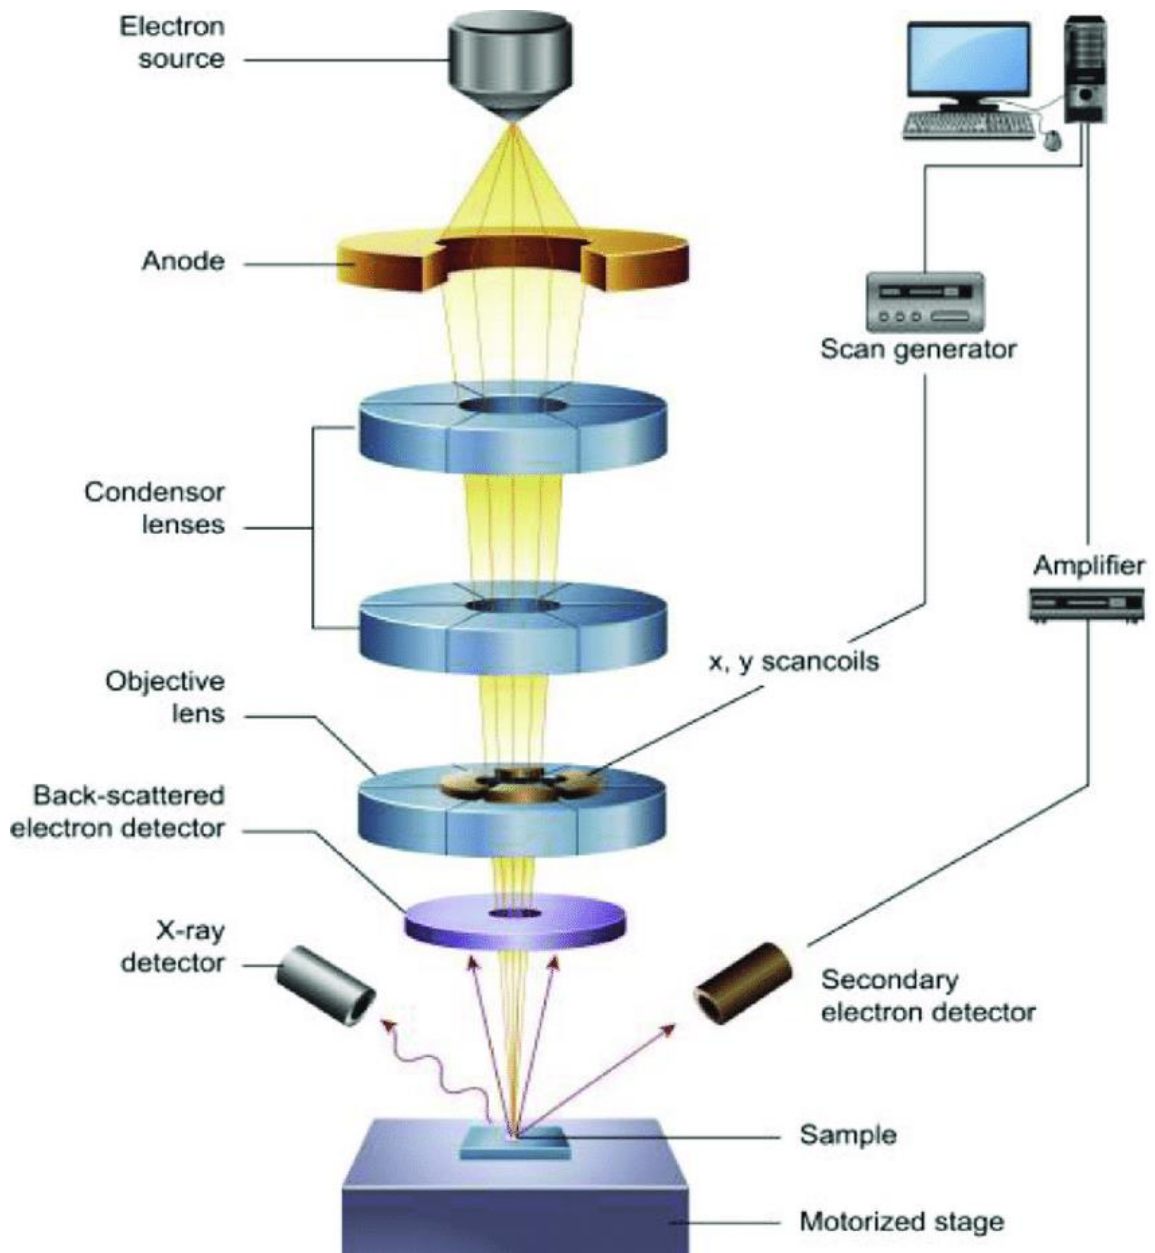 Electron
source
Anode
Scan generator
Condensor
lenses
Amplifier
x, y scancoils
Objective
lens
Back-scattered
electron detector
X-ray
detector
Secondary
electron detector
Sample
Motorized stage